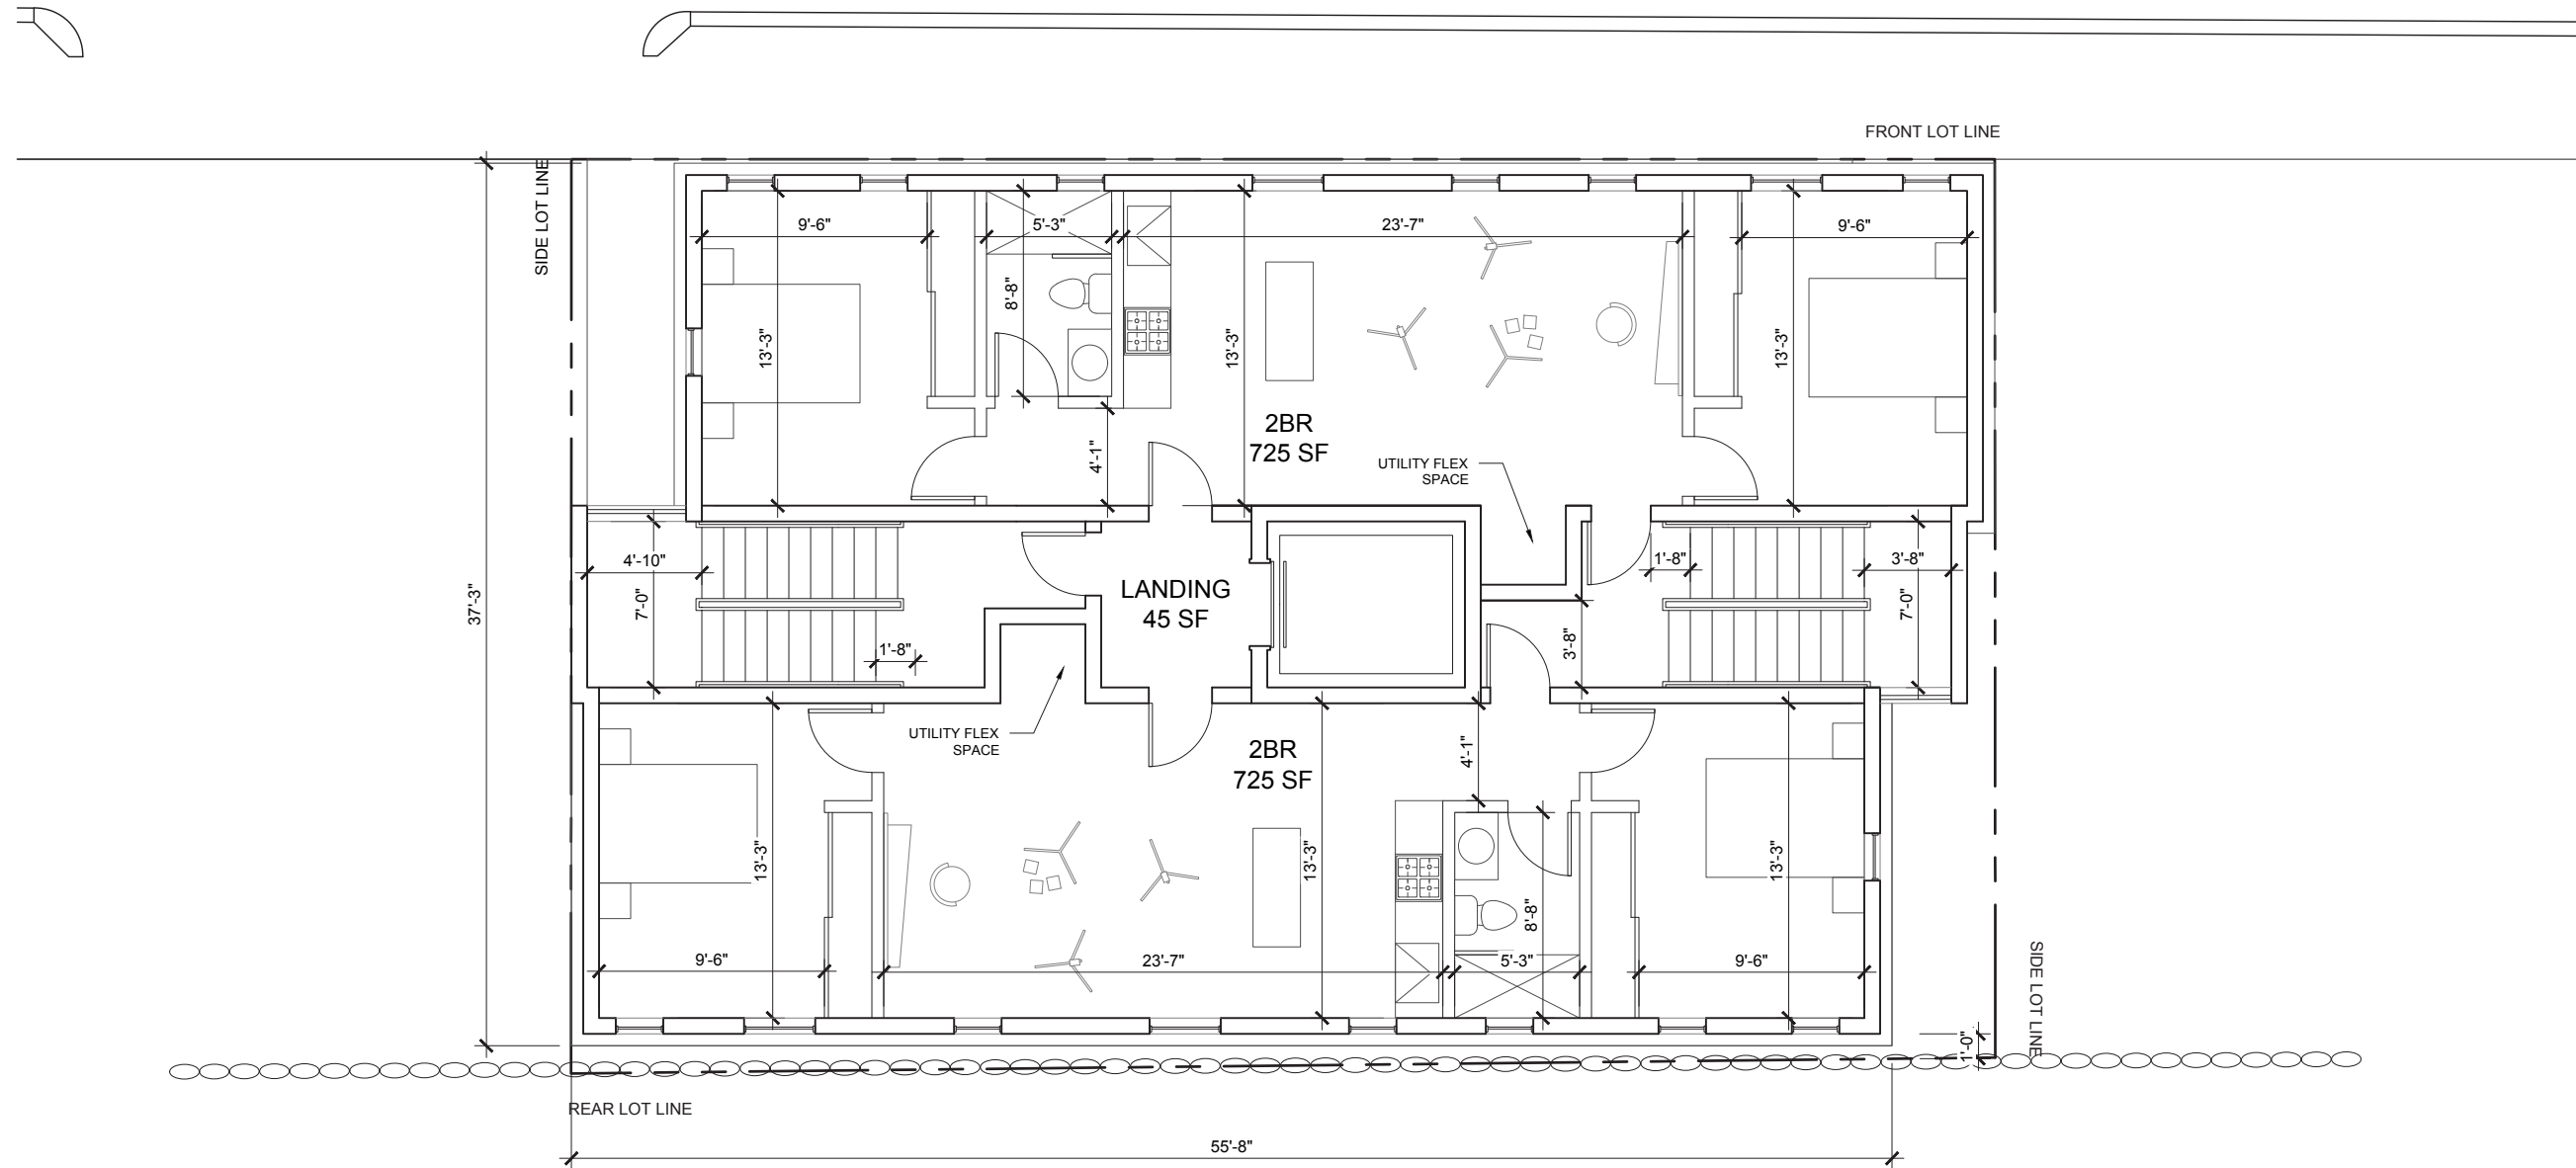 FRONT LOT LINE
SIDE LOT LINE
9'-6"
5'-3"
23'-7"
9'-6"
8'-8"
13'-3"
13'-3"
13'-3"
2BR
725 SF
4'-1"
UTILITY FLEX
SPACE
4'-10"
1'-8"
3'-8"
37'-3"
7'-0"
LANDING
45 SF
7'-0"
1'-8"
3'-8"
UTILITY FLEX
SPACE
2BR
725 SF
4'-1"
13'-3"
13'-3"
13'-3"
8'-8"
9'-6"
23'-7"
5'-3"
9'-6"
SIDE LOT LINE
1'-0"
REAR LOT LINE
55'-8"